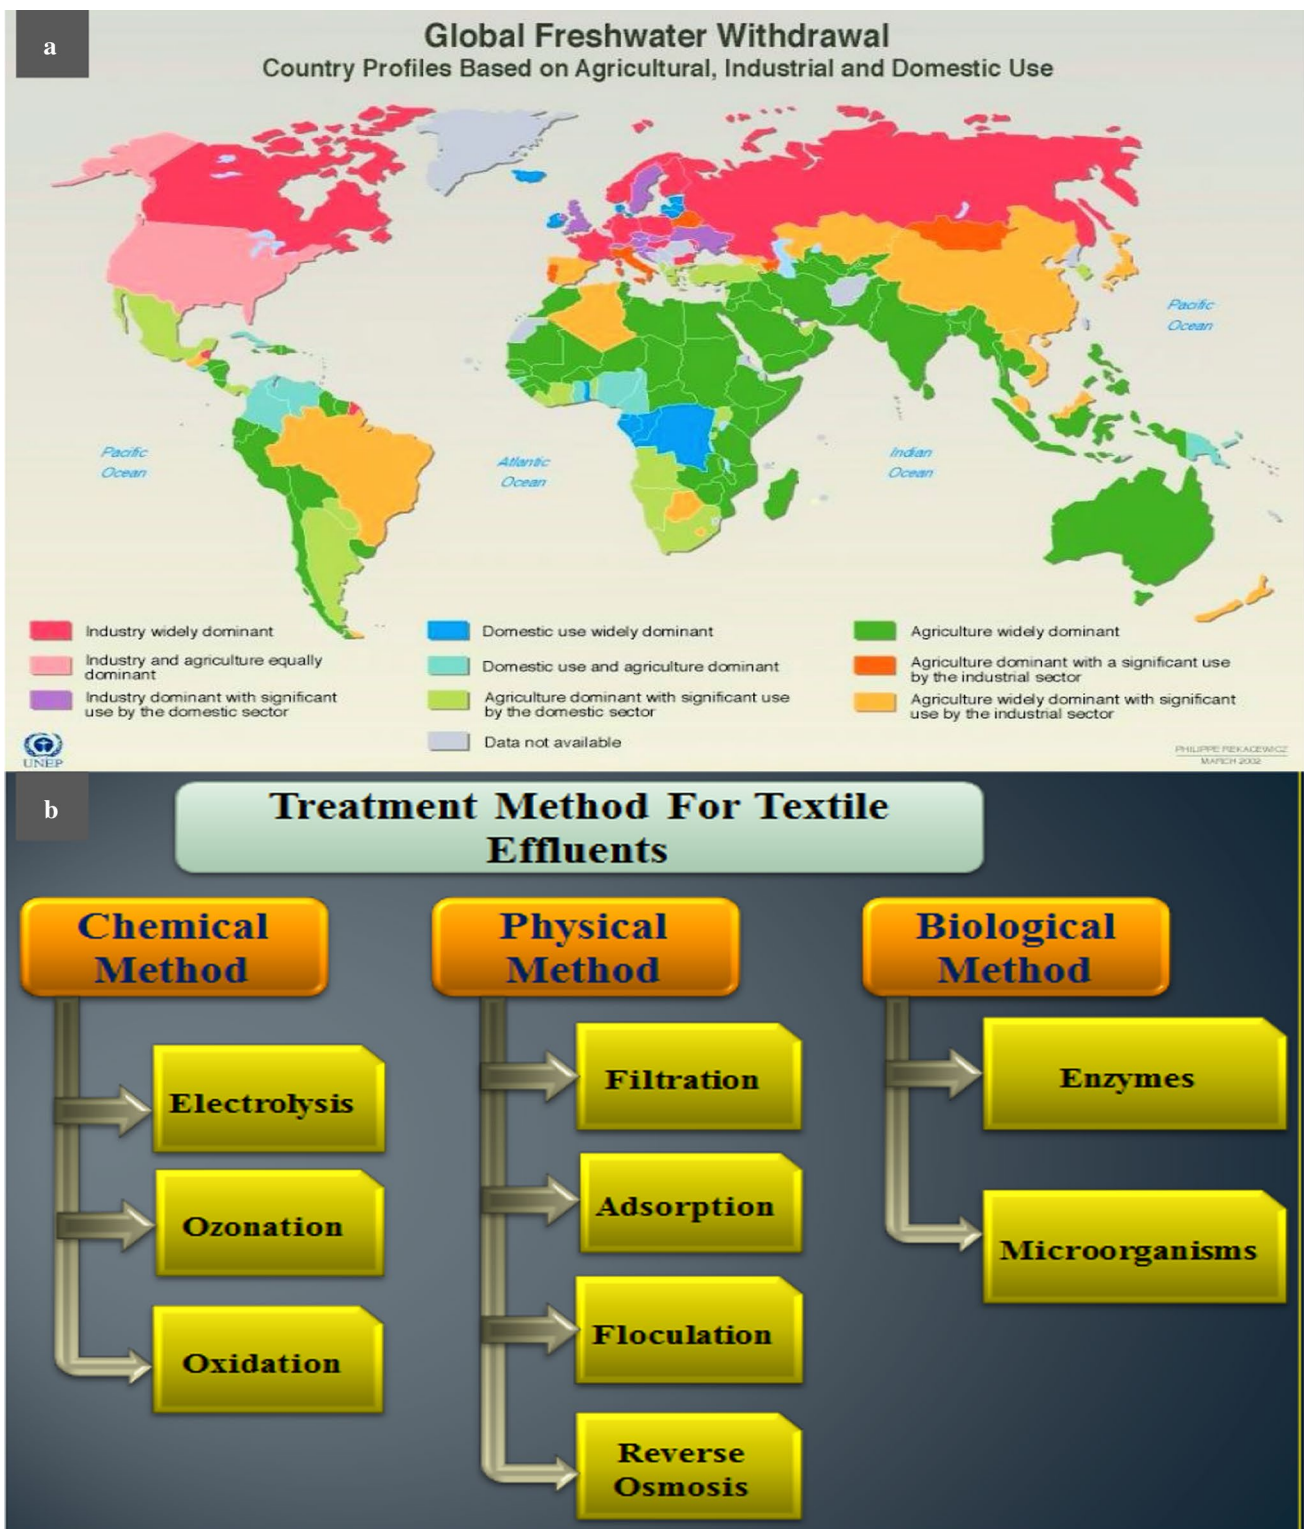 a
Global Freshwater Withdrawal
Country Profiles Based on Agricultural, Industrial and Domestic Use
Pacific
Ocean
Pacific
Ocean
Atlantic
Ocean
Indian
Ocean
Industry widely dominant
Industry and agriculture equally
dominant
Industry dominant with significant
use by the domestic sector
Domestic use widely dominant
Domestic use and agriculture dominant
Agriculture dominant with significant use
by the domestic sector
Data not available
Agriculture widely dominant
Agriculture dominant with a significant use
by the industrial sector
Agriculture widely dominant with significant
use by the industrial sector
UNEP
PHILIPPE REKACEWICZ
MARCH 2002
b
Treatment Method For Textile
Effluents
Chemical
Method
Electrolysis
Ozonation
Oxidation
Physical
Method
Filtration
Adsorption
Floculation
Reverse
Osmosis
Biological
Method
Enzymes
Microorganisms